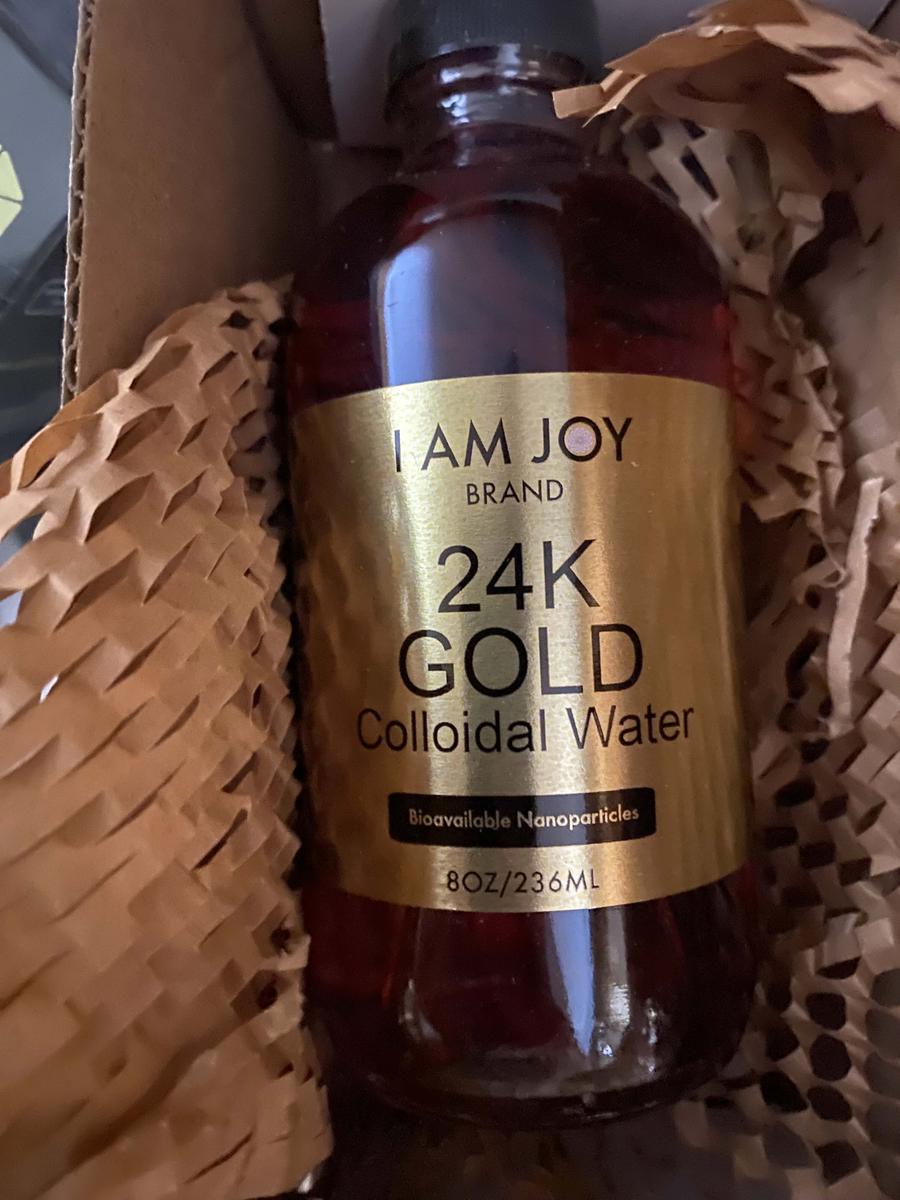 I AM JOY
BRAND
24K
GOLD
Colloidal Water
Bioavailable Nanoparticles
8OZ/236ML